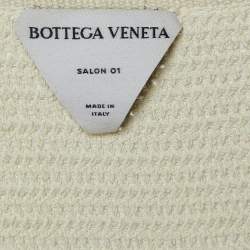 BOTTEGA VENETA
SALON 01
MADE IN
ITALY